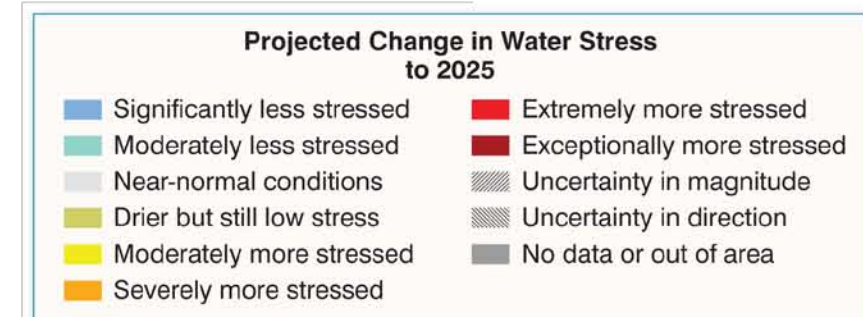 Projected Change in Water Stress
to 2025
Significantly less stressed
Moderately less stressed
Near-normal conditions
Drier but still low stress
Moderately more stressed
Severely more stressed
Extremely more stressed
Exceptionally more stressed
Uncertainty in magnitude
Uncertainty in direction
No data or out of area